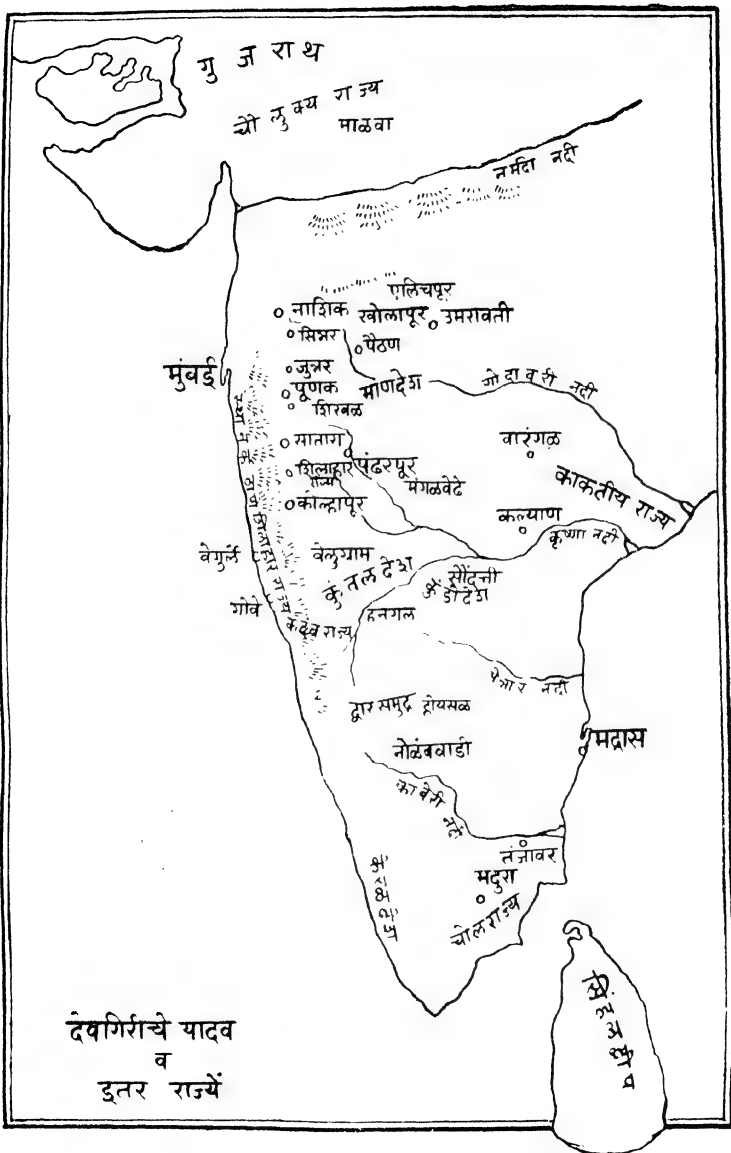 गु ज राथ
चौ लु क्य राज्य
माळवा
नर्मदा नदी
एलिचपूर
नाशिक
खोलापूर
उमरावती
सिन्नर
पैठण
मुंबई
जुन्नर
पूणक
माणदेश
गोदावरी नदी
शिरवळ
सातारा
वारंगळ
शिलाहार
राज्य
पंढरपूर
मंगळवेढे
काकतीय राज्य
कोल्हापूर
कल्याण
कृष्णा नदी
वेगुर्ले
वेलुग्राम
कुंतल देश
सौंदत्ती
गोवे
कदंब राज्य
हनगल
पेन्नार नदी
द्वारसमुद्र होयसळ
नोळंबवाडी
मद्रास
कावेरी नदी
तंजावर
मदुरा
चोलराज्य
देवगिरीचे यादव
व
इतर राज्यें